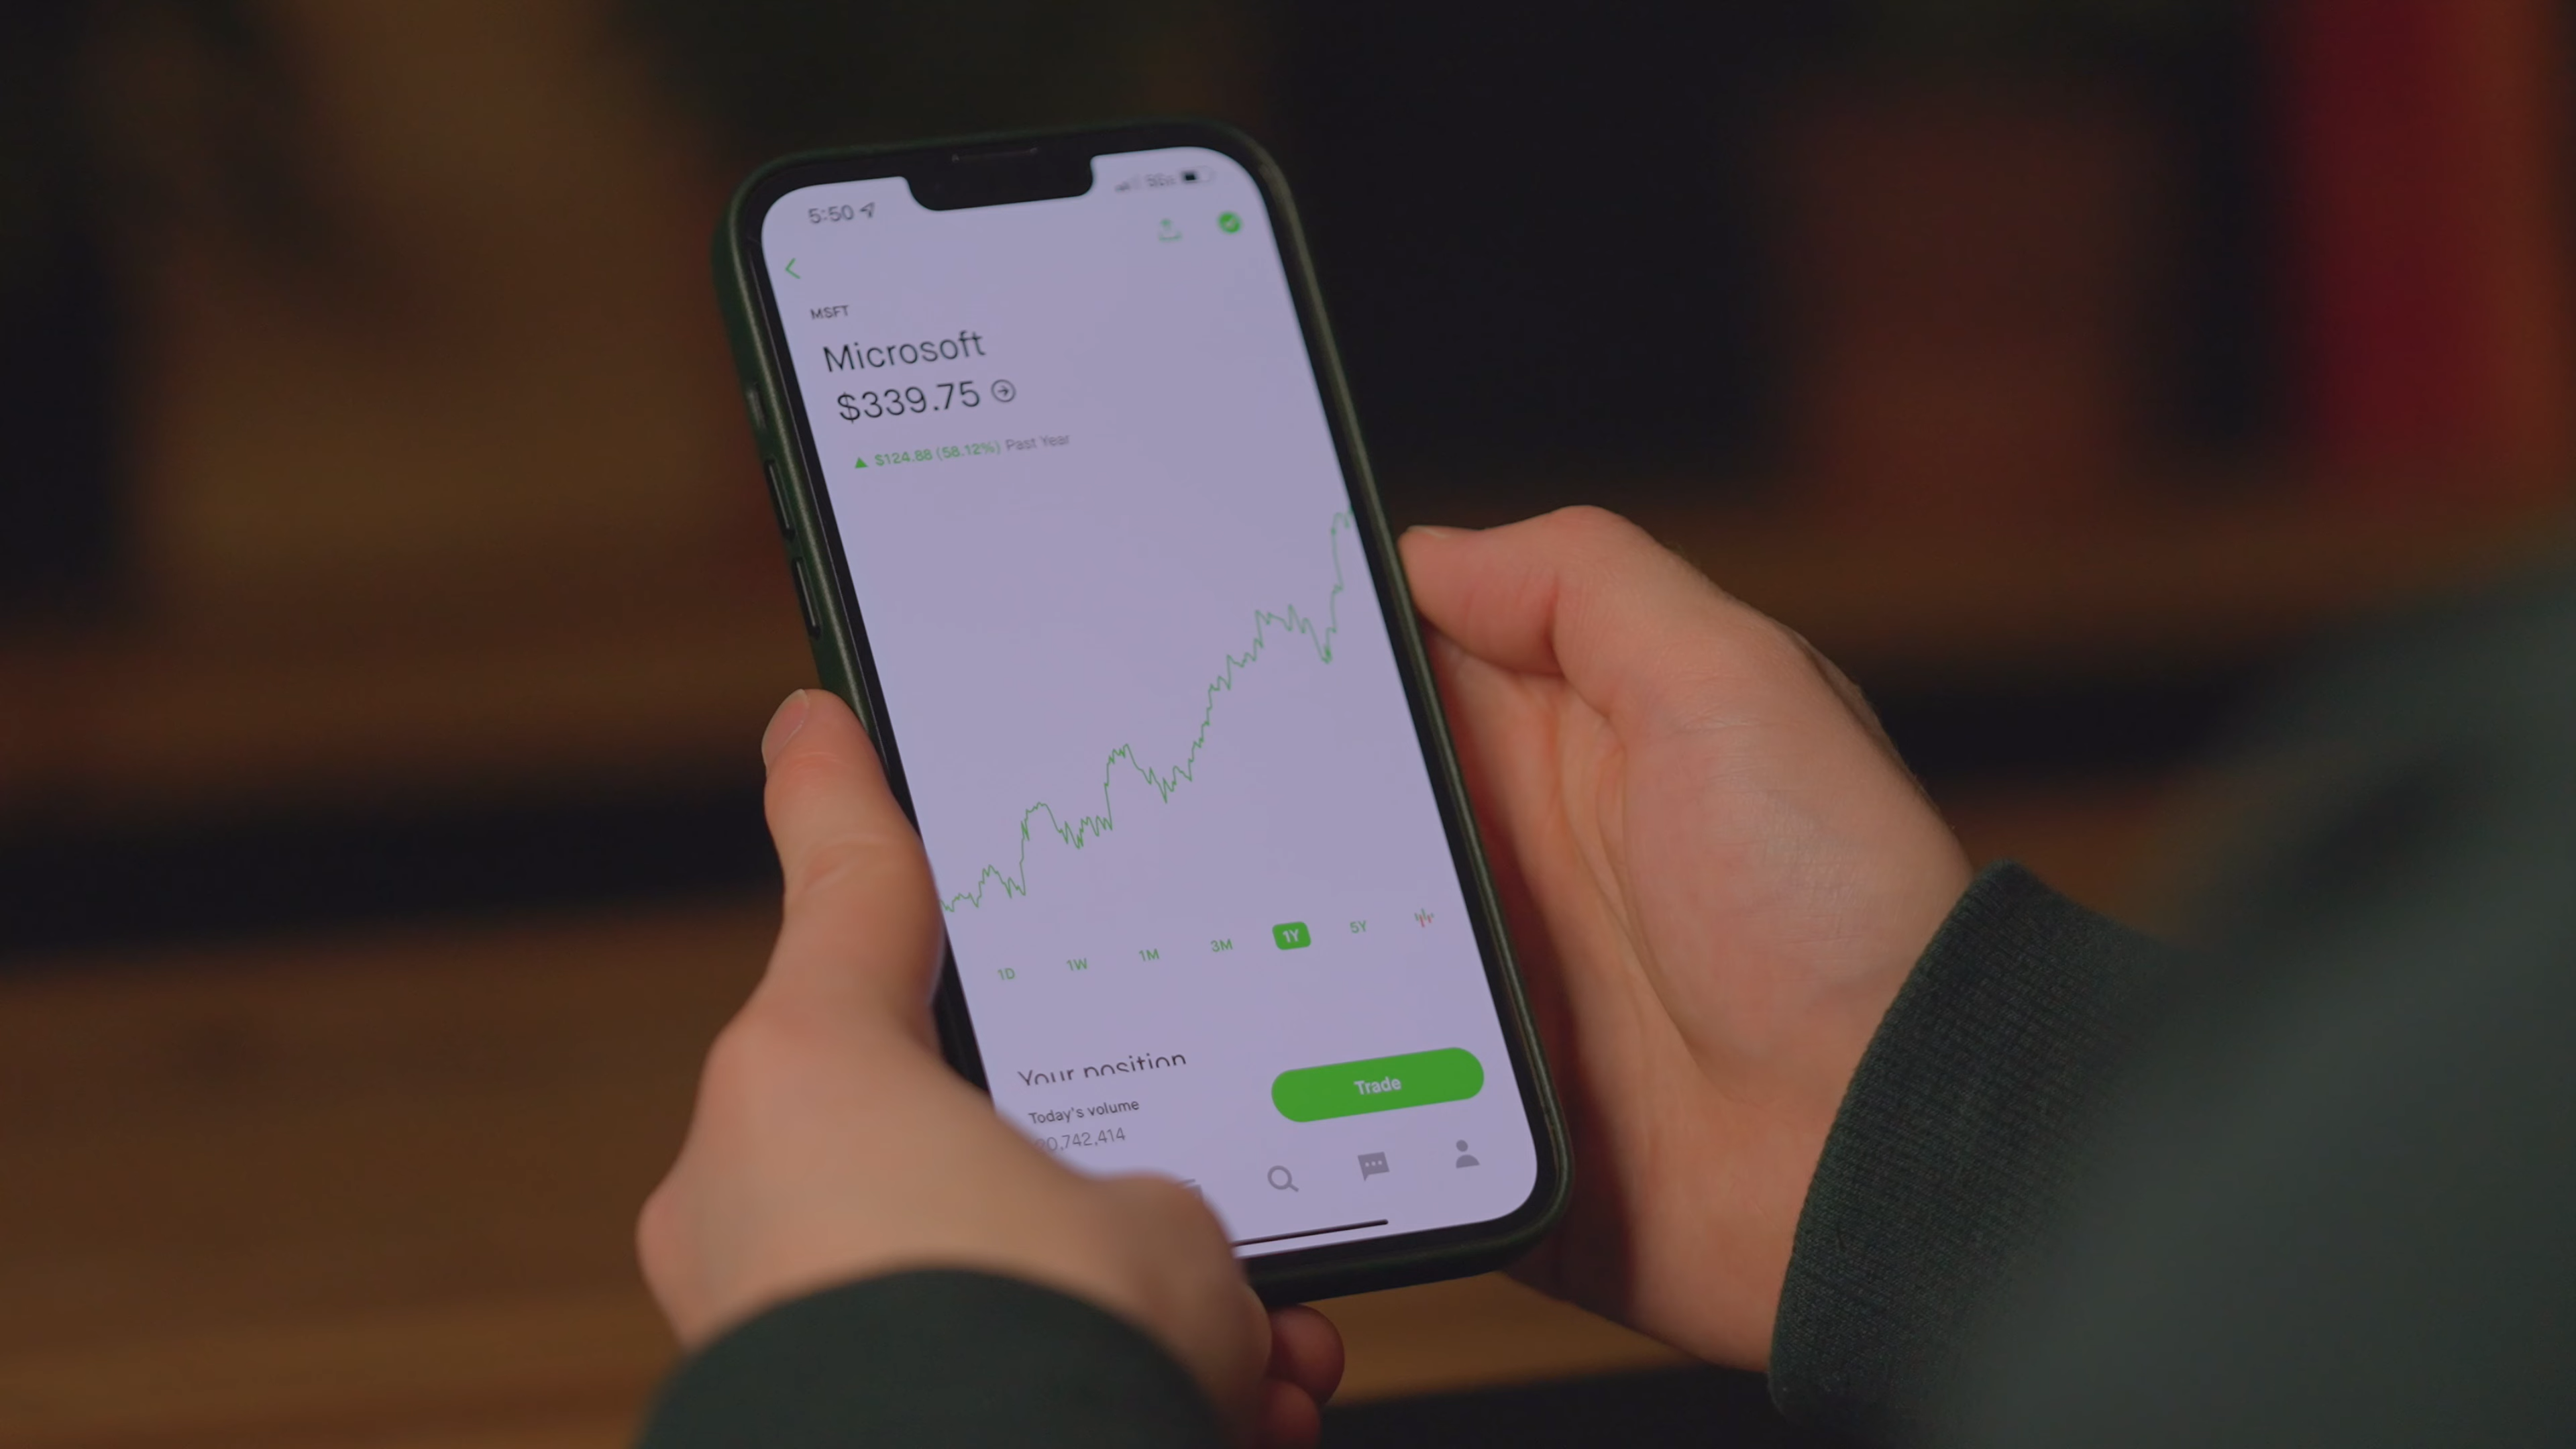 5:50
MSFT
Microsoft
$339.75
$124.88 (58.12%) Past Year
1D 1W 1M 3M 1Y 5Y
Your position
Trade
Today's volume